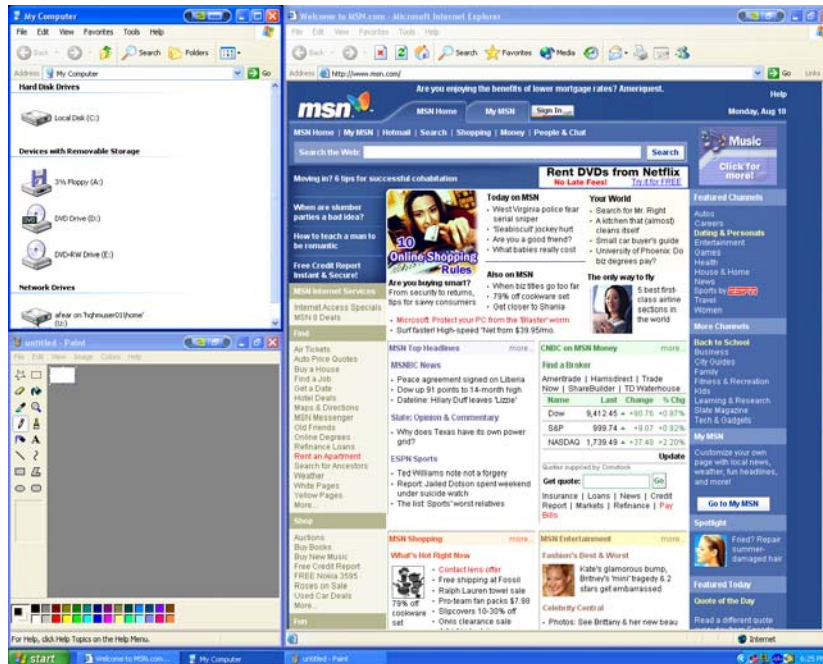 My Computer
File Edit View Favorites Tools Help
Back Search Folders
Address My Computer Go
Hard Disk Drives
Local Disk (C:)
Devices with Removable Storage
3½ Floppy (A:)
DVD Drive (D:)
DVD-RW Drive (E:)
Network Drives
(U:)
untitled - Paint
File Edit View Image Colors Help
For Help, click Help Topics on the Help Menu.
Welcome to MSN.com - Microsoft Internet Explorer
File Edit View Favorites Tools Help
Back Search Favorites Media
Address http://www.msn.com/ Go Links
Are you enjoying the benefits of lower mortgage rates? Ameriquest.
Help
msn MSN Home My MSN Sign In
Monday, Aug 18
MSN Home | My MSN | Hotmail | Search | Shopping | Money | People & Chat
Search the Web: Search
Moving in? 6 tips for successful cohabitation
Rent DVDs from Netflix
No Late Fees! Try it for FREE
Music
Click for
more!
When are slumber
parties a bad idea?
How to teach a man to
be romantic
Free Credit Report
Instant & Secure!
MSN Internet Services
Internet Access Specials
MSN 8 Deals
Find
Air Tickets
Auto Price Quotes
Buy a House
Find a Job
Get a Date
Hotel Deals
Maps & Directions
MSN Messenger
Old Friends
Online Degrees
Refinance Loans
Rent an Apartment
Search for Ancestors
Weather
White Pages
Yellow Pages
More...
Shop
Auctions
Buy Books
Buy New Music
Free Credit Report
FREE Nokia 3595
Roses on Sale
Used Car Deals
More...
Fun
10
Online Shopping
Rules
Are you buying smart?
From security to returns,
tips for savvy consumers
Today on MSN
West Virginia police fear
serial sniper
'Seabiscuit' jockey hurt
Are you a good friend?
What babies really cost
Also on MSN
When biz titles go too far
79% off cookware set
Get closer to Shania
Your World
Search for Mr. Right
A kitchen that (almost)
cleans itself
Small car buyer's guide
University of Phoenix: Do
biz degrees pay?
The only way to fly
5 best first-
class airline
sections in
the world
Microsoft: Protect your PC from the 'Blaster' worm
Surf faster! High-speed 'Net from $39.95/mo.
MSN Top Headlines more...
MSNBC News
Peace agreement signed on Liberia
Dow up 91 points to 14-month high
Dateline: Hilary Duff leaves 'Lizzie'
Slate: Opinion & Commentary
Why does Texas have its own power
grid?
ESPN Sports
Ted Williams note not a forgery
Report: Jailed Dotson spent weekend
under suicide watch
The list: Sports' worst relatives
CNBC on MSN Money more...
Find a Broker
Ameritrade | Harrisdirect | Trade
Now | ShareBuilder | TD Waterhouse
Name Last Change % Chg
Dow 9,412.45 +90.76 +0.97%
S&P 999.74 +9.07 +0.92%
NASDAQ 1,739.49 +37.48 +2.20%
Update
Quotes supplied by Comstock
Get quote: Go
Insurance | Loans | News | Credit
Report | Markets | Refinance | Pay
Bills
MSN Shopping more...
What's Hot Right Now
79% off
cookware
set
Contact lens offer
Free shipping at Fossil
Ralph Lauren towel sale
Pro-team fan packs $7.98
Slipcovers 10-30% off
Orvis clearance sale
MSN Entertainment more...
Fashion's Best & Worst
Kate's glamorous bump,
Britney's 'mini' tragedy & 2
stars get embarrassed
Celebrity Central
Photos: See Brittany & her new beau
Featured Channels
Autos
Careers
Dating & Personals
Entertainment
Games
Health
House & Home
News
Sports by ESPN
Travel
Women
More Channels
Back to School
Business
City Guides
Family
Fitness & Recreation
Kids
Learning & Research
Slate Magazine
Tech & Gadgets
My MSN
Customize your own
page with local news,
weather, fun headlines,
and more!
Go to My MSN
Spotlight
Fried? Repair
summer-
damaged hair
Featured Today
Quote of the Day
Read a different quote
Internet
start Welcome to MSN.com... My Computer untitled - Paint 6:25 PM